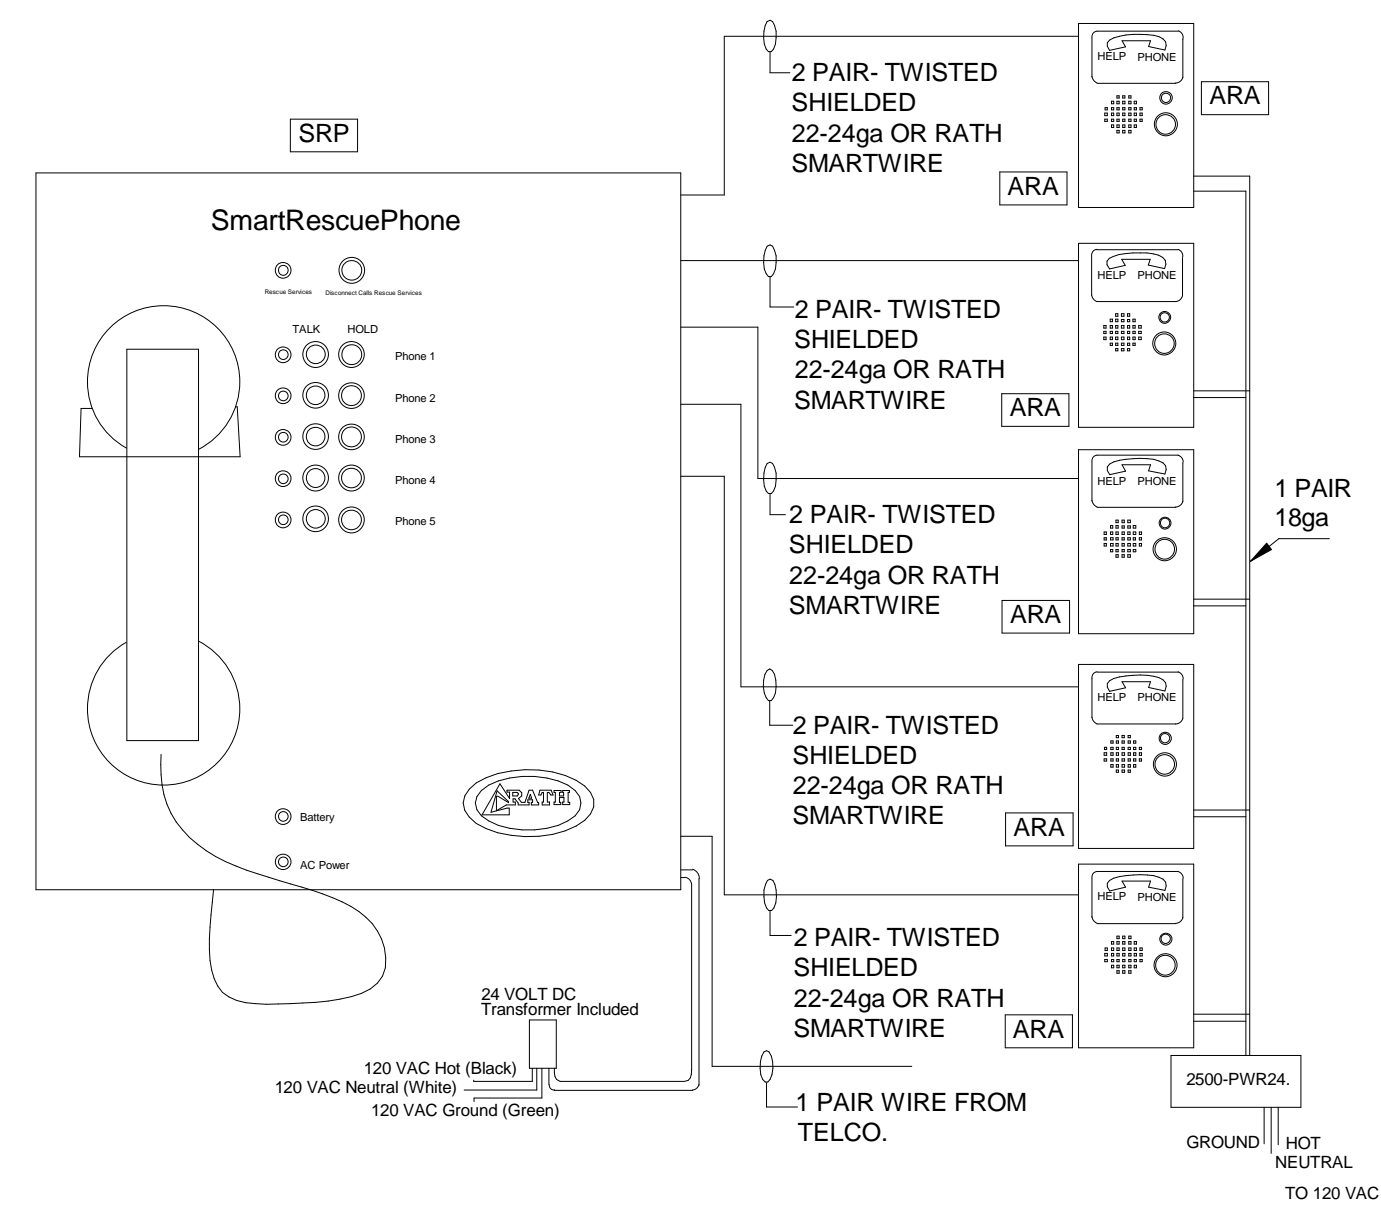 HELP PHONE
2 PAIR- TWISTED
SHIELDED
22-24ga OR RATH
SMARTWIRE
ARA
ARA
SRP
SmartRescuePhone
Rescue Services
Disconnect Calls Rescue Services
TALK HOLD
Phone 1
Phone 2
Phone 3
Phone 4
Phone 5
RATH
Battery
AC Power
HELP PHONE
2 PAIR- TWISTED
SHIELDED
22-24ga OR RATH
SMARTWIRE
ARA
HELP PHONE
2 PAIR- TWISTED
SHIELDED
22-24ga OR RATH
SMARTWIRE
ARA
1 PAIR
18ga
HELP PHONE
2 PAIR- TWISTED
SHIELDED
22-24ga OR RATH
SMARTWIRE
ARA
HELP PHONE
2 PAIR- TWISTED
SHIELDED
22-24ga OR RATH
SMARTWIRE
ARA
24 VOLT DC
Transformer Included
120 VAC Hot (Black)
120 VAC Neutral (White)
120 VAC Ground (Green)
1 PAIR WIRE FROM
TELCO.
2500-PWR24.
GROUND HOT
NEUTRAL
TO 120 VAC